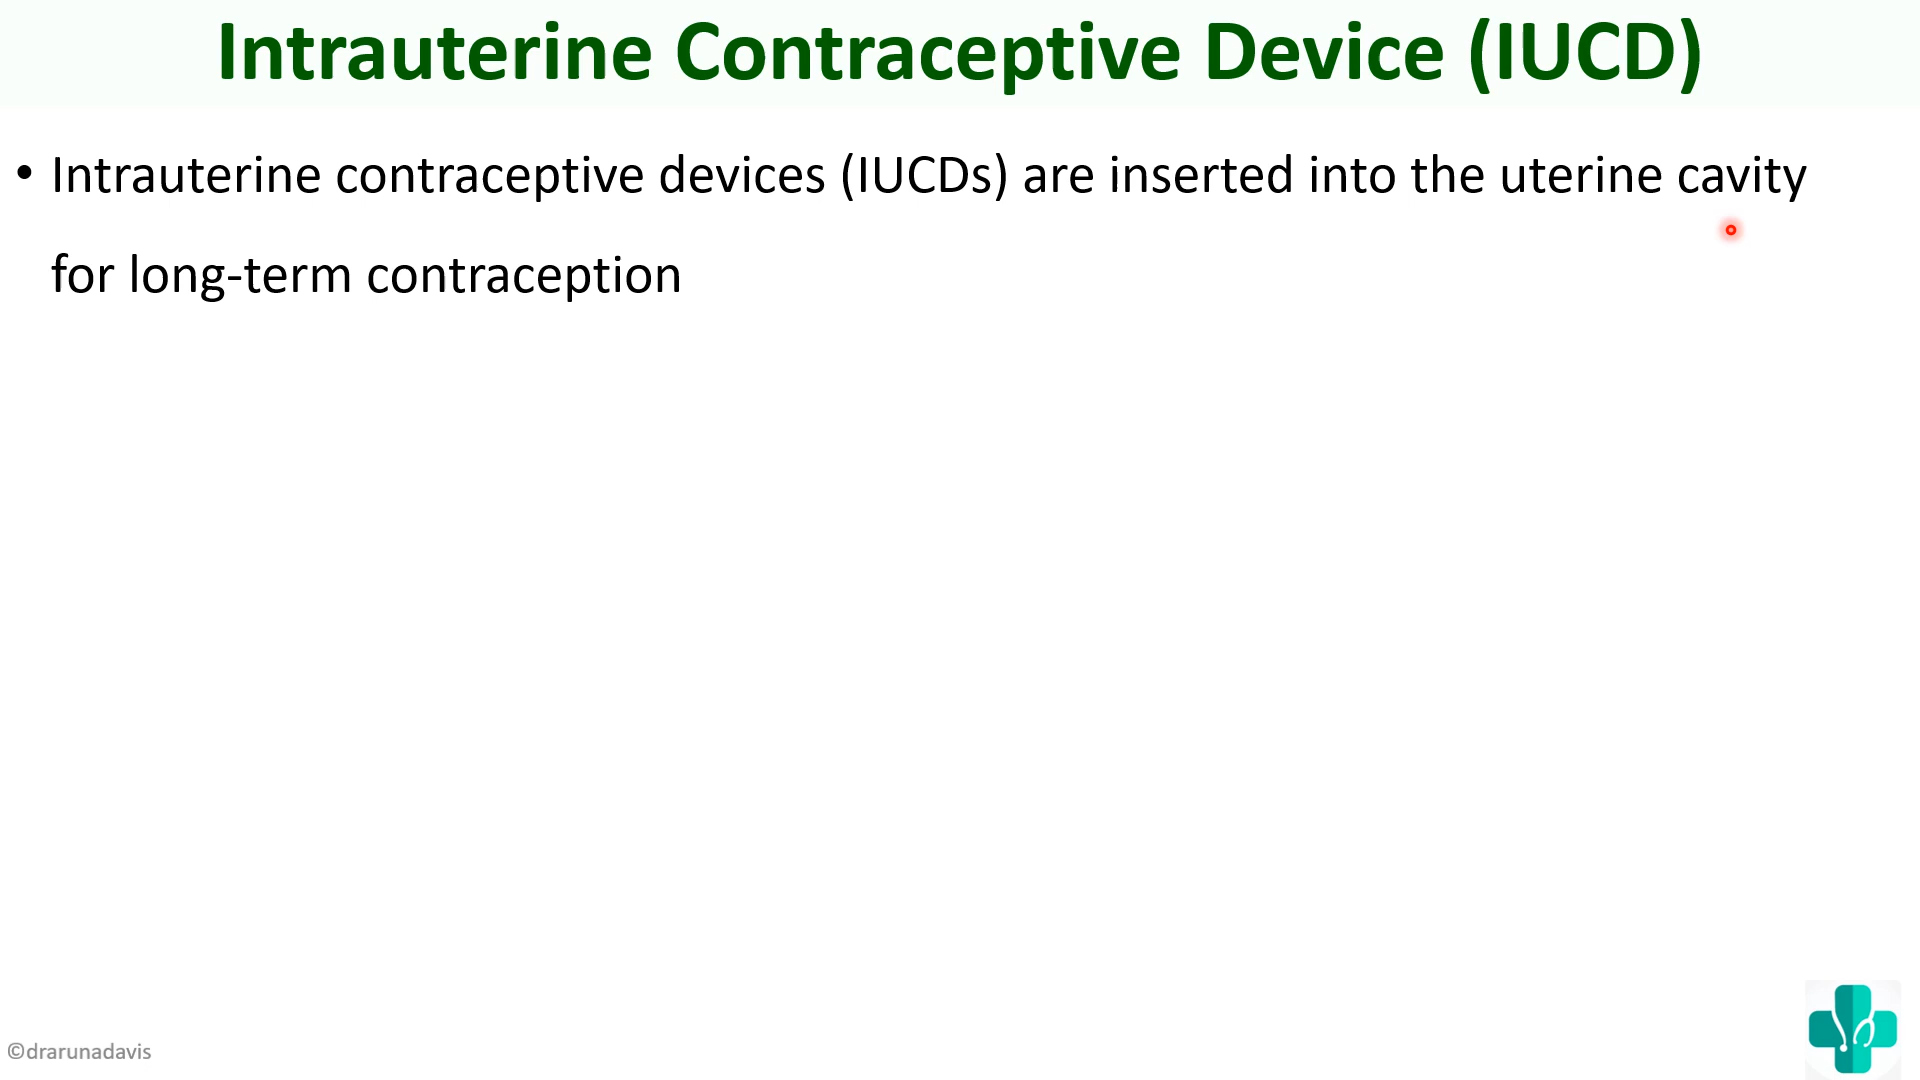 Intrauterine Contraceptive Device (IUCD)
• Intrauterine contraceptive devices (IUCDs) are inserted into the uterine cavity
for long-term contraception
©drarunadavis